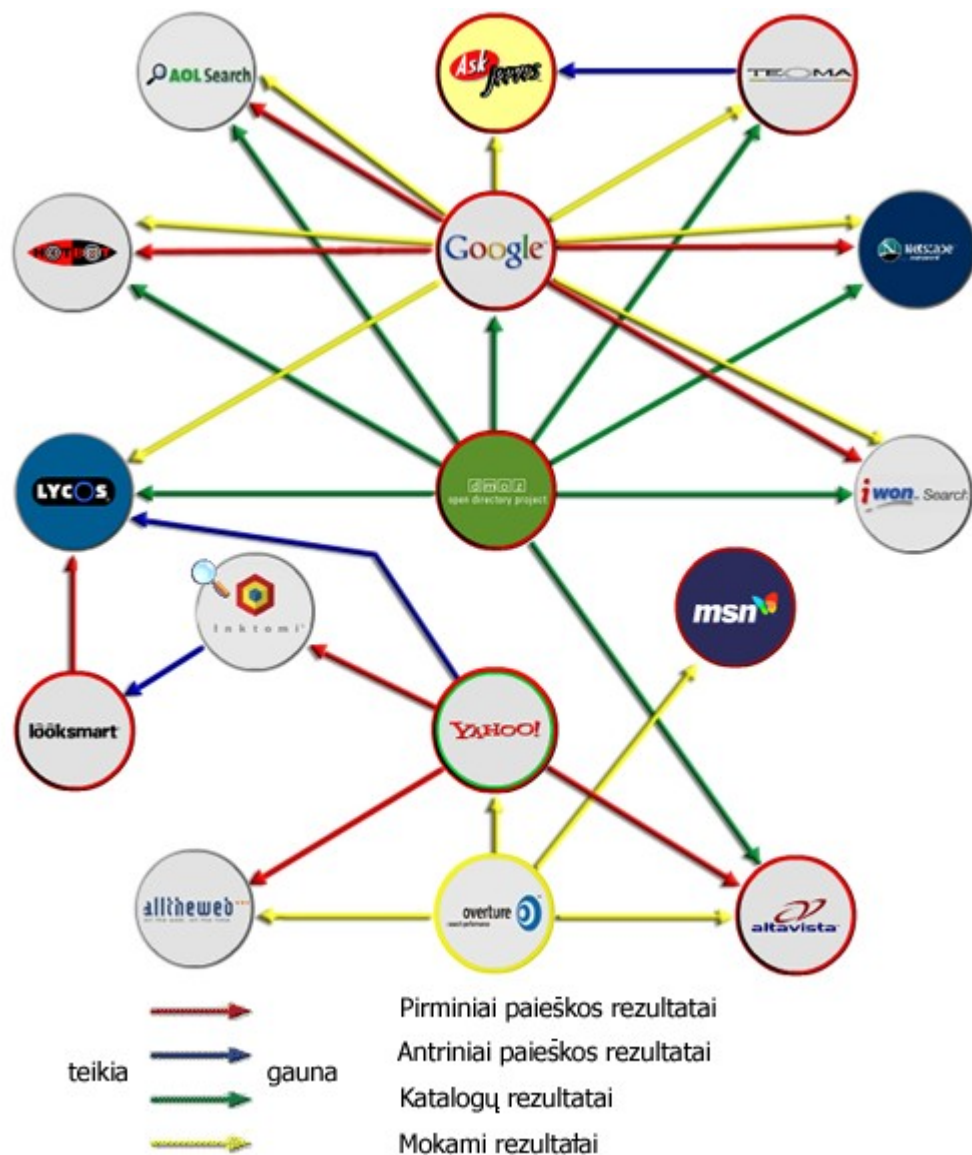 AOL Search
Ask
Jeeves
TEOMA
HOTBOT
Google
Netscape
LYCOS
dmoz
open directory project
iwon Search
Inktomi
msn
looksmart
YAHOO!
alltheweb
overture
altavista
teikia
gauna
Pirminiai paieškos rezultatai
Antriniai paieškos rezultatai
Katalogų rezultatai
Mokami rezultatai